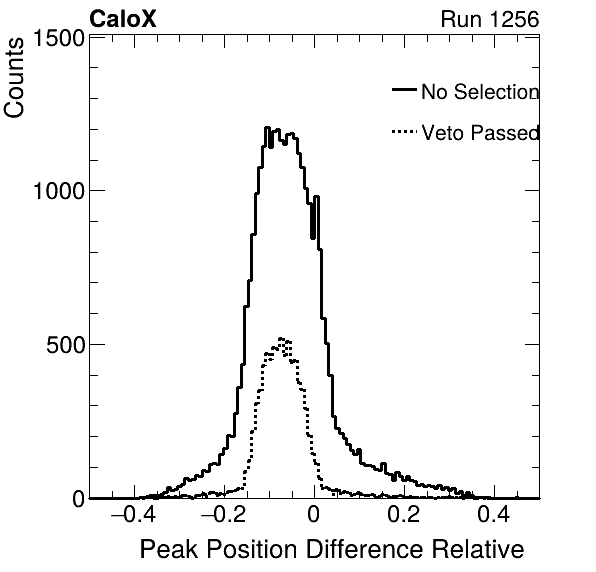 CaloX Run 1256
Counts
1500
1000
500
0
No Selection
Veto Passed
−0.4 −0.2 0 0.2 0.4
Peak Position Difference Relative